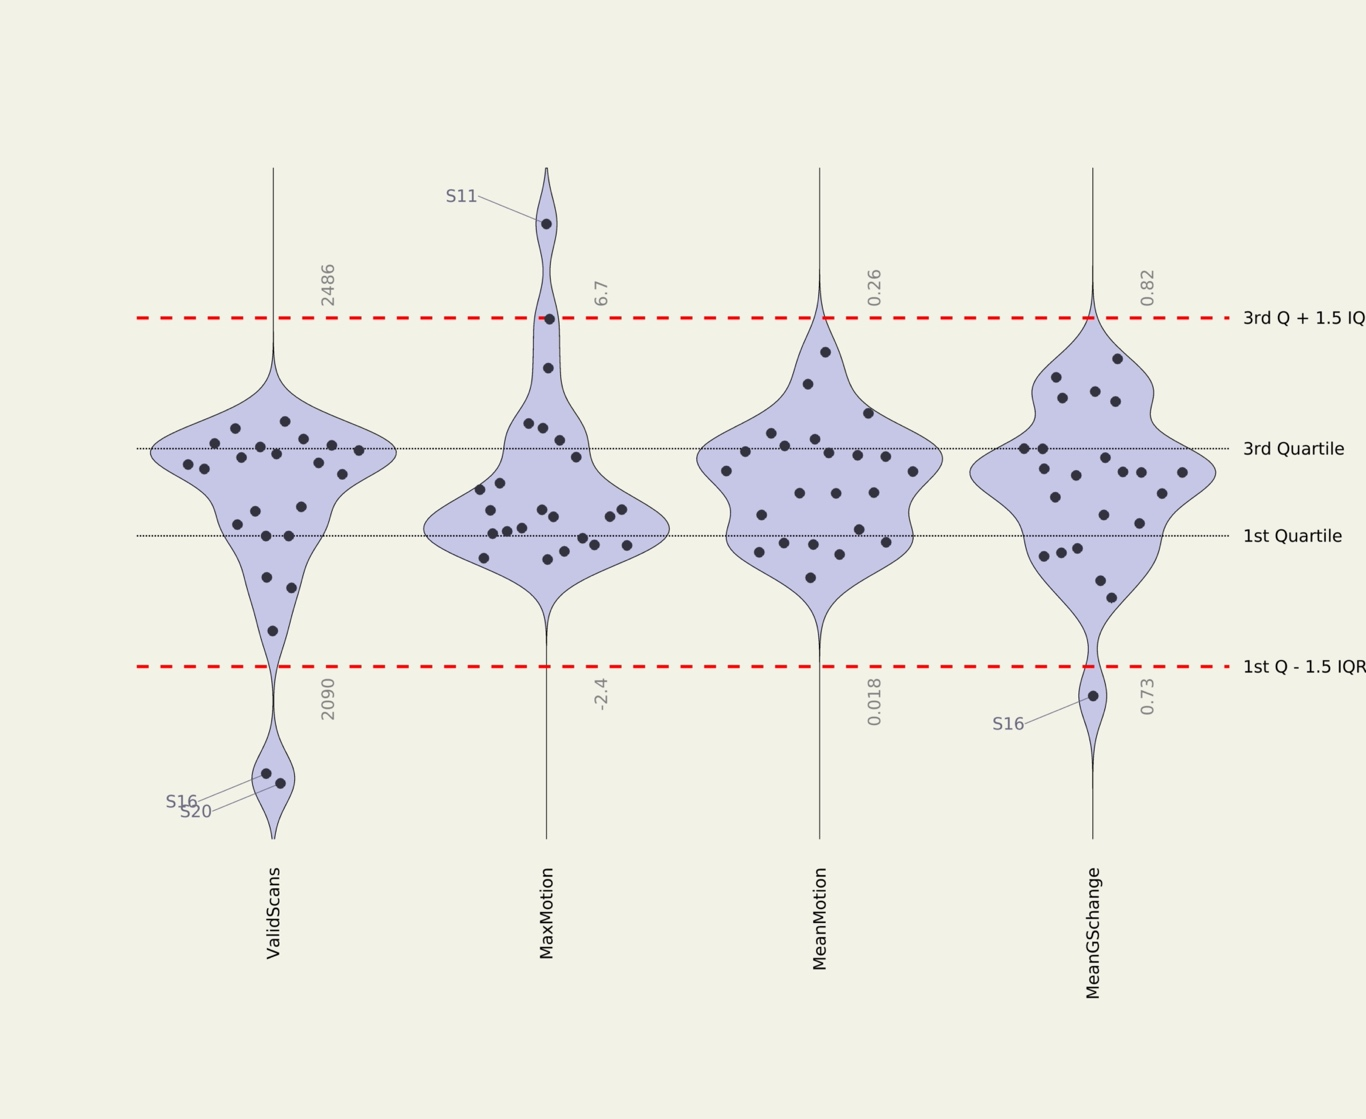 S11
2486
6.7
0.26
0.82
3rd Q + 1.5 IQ
3rd Quartile
1st Quartile
1st Q - 1.5 IQR
2090
-2.4
0.018
0.73
S16
S16
S20
ValidScans
MaxMotion
MeanMotion
MeanGSchange